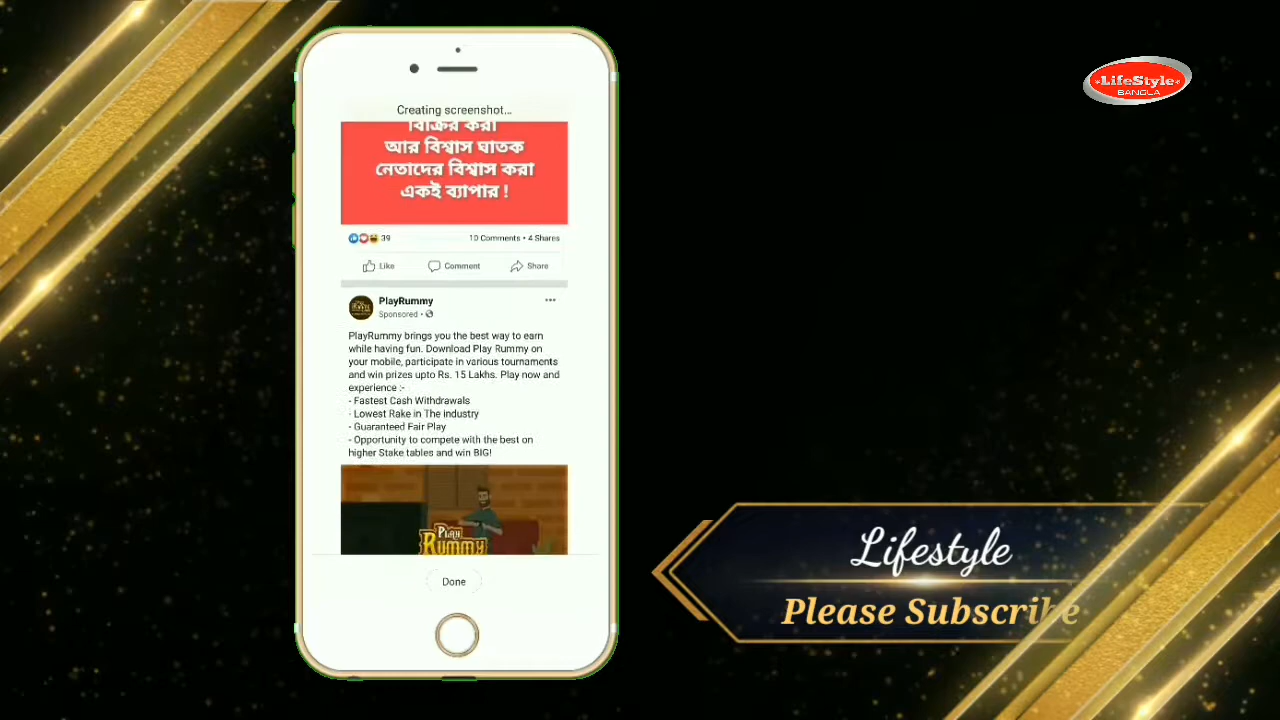 Creating screenshot...
বিক্রির করা
আর বিশ্বাস ঘাতক
নেতাদের বিশ্বাস করা
একই ব্যাপার !
39
10 Comments • 4 Shares
Like
Comment
Share
PlayRummy
Sponsored •
PlayRummy brings you the best way to earn
while having fun. Download Play Rummy on
your mobile, participate in various tournaments
and win prizes upto Rs. 15 Lakhs. Play now and
experience :-
- Fastest Cash Withdrawals
- Lowest Rake in The industry
- Guaranteed Fair Play
- Opportunity to compete with the best on
higher Stake tables and win BIG!
PLAY
RUMMY
Done
LifeStyle
BANGLA
Lifestyle
Please Subscribe